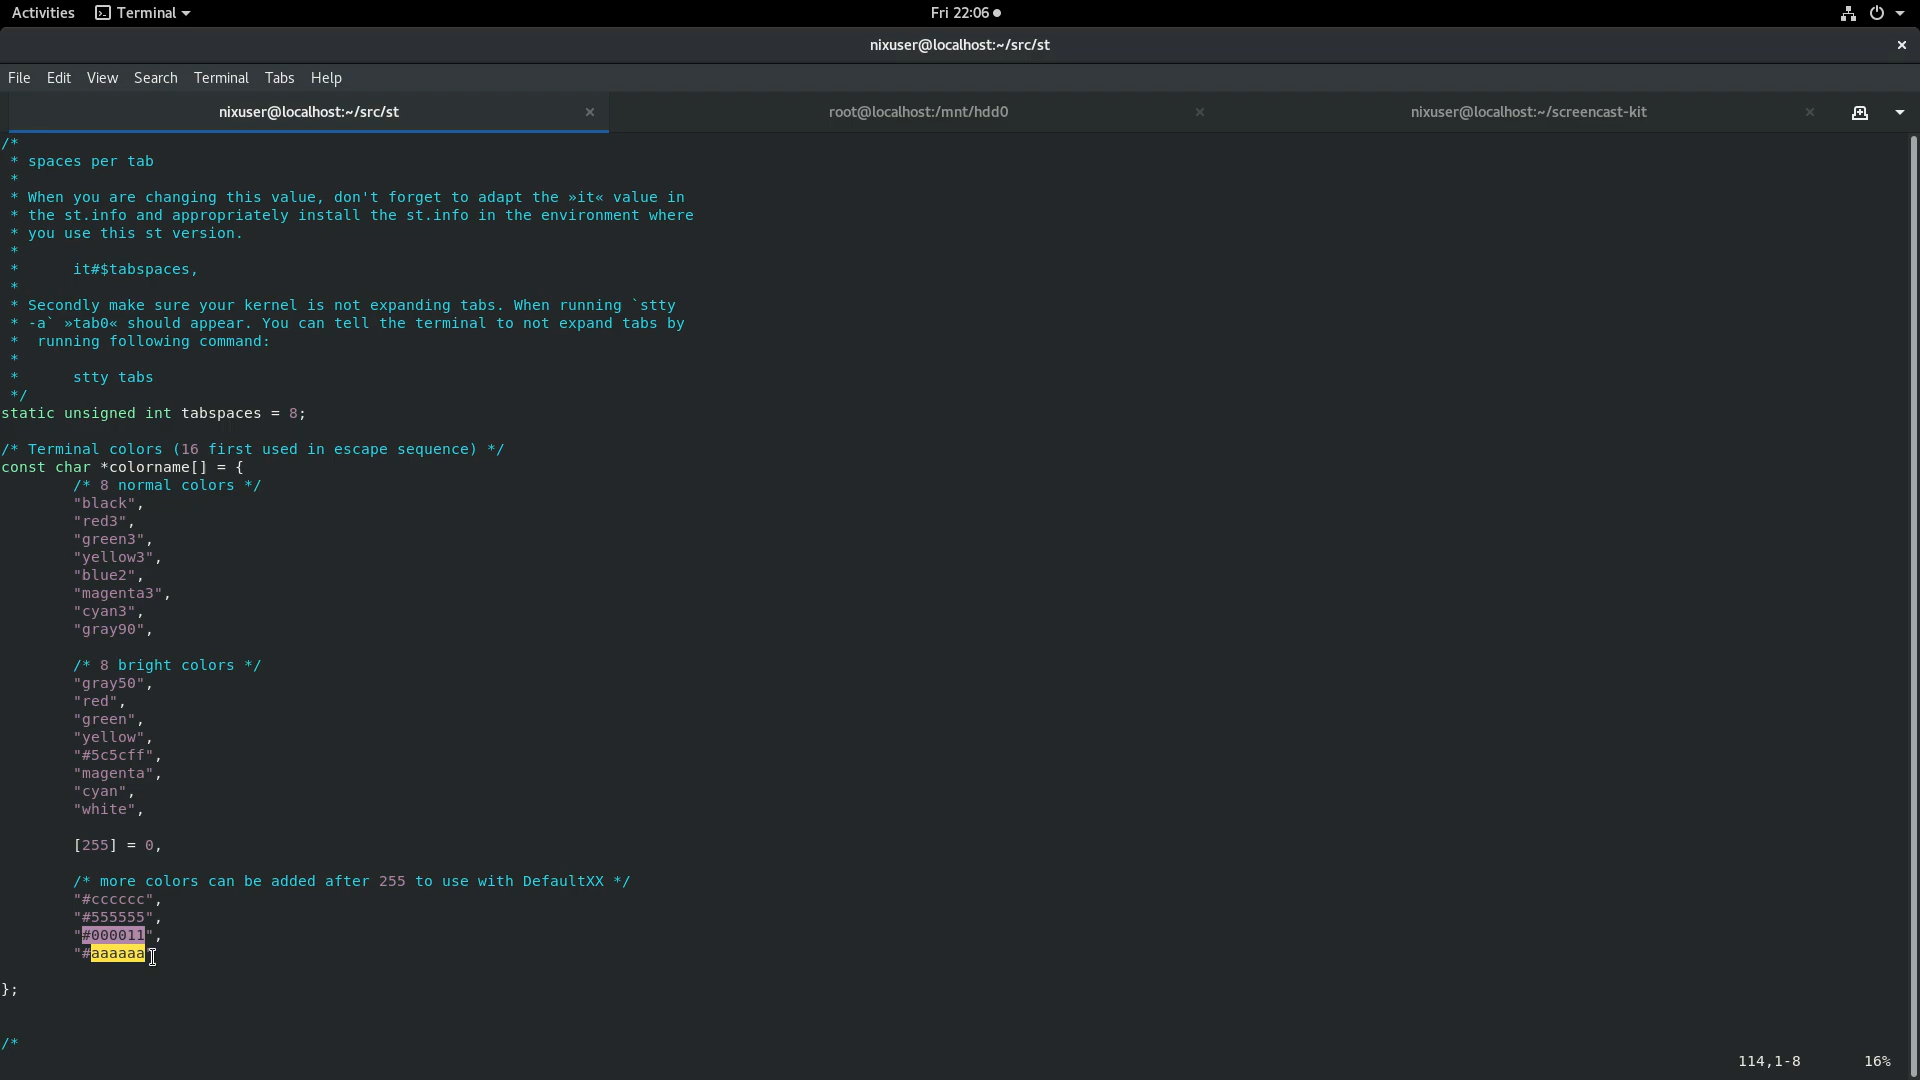 Activities Terminal Fri 22:06
nixuser@localhost:~/src/st
File Edit View Search Terminal Tabs Help
nixuser@localhost:~/src/st root@localhost:/mnt/hdd0 nixuser@localhost:~/screencast-kit
/*
 * spaces per tab
 *
 * When you are changing this value, don't forget to adapt the »it« value in
 * the st.info and appropriately install the st.info in the environment where
 * you use this st version.
 *
 *      it#$tabspaces,
 *
 * Secondly make sure your kernel is not expanding tabs. When running `stty
 * -a` »tab0« should appear. You can tell the terminal to not expand tabs by
 *  running following command:
 *
 *      stty tabs
 */
static unsigned int tabspaces = 8;
/* Terminal colors (16 first used in escape sequence) */
const char *colorname[] = {
        /* 8 normal colors */
        "black",
        "red3",
        "green3",
        "yellow3",
        "blue2",
        "magenta3",
        "cyan3",
        "gray90",
        /* 8 bright colors */
        "gray50",
        "red",
        "green",
        "yellow",
        "#5c5cff",
        "magenta",
        "cyan",
        "white",
        [255] = 0,
        /* more colors can be added after 255 to use with DefaultXX */
        "#cccccc",
        "#555555",
        "#000011",
        "#aaaaaa"
};
/*
114,1-8 16%